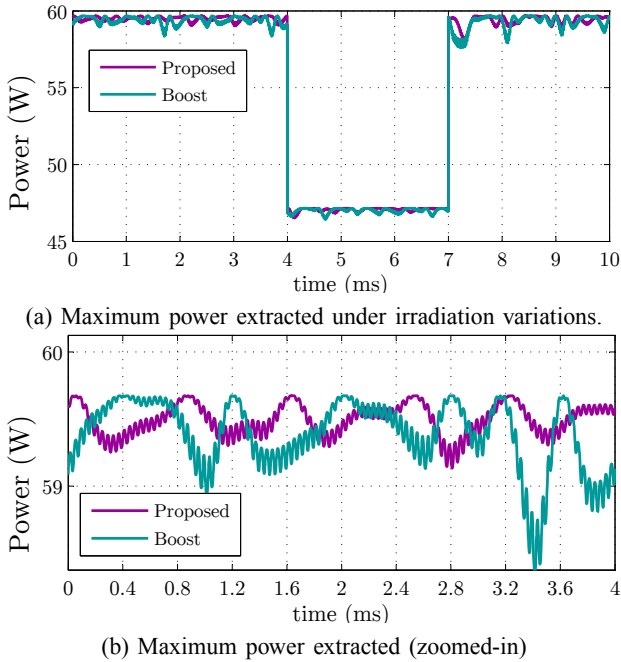 60
55
50
45
Power (W)
Proposed
Boost
0 1 2 3 4 5 6 7 8 9 10
time (ms)
(a) Maximum power extracted under irradiation variations.
60
59
Power (W)
Proposed
Boost
0 0.4 0.8 1.2 1.6 2 2.4 2.8 3.2 3.6 4
time (ms)
(b) Maximum power extracted (zoomed-in)